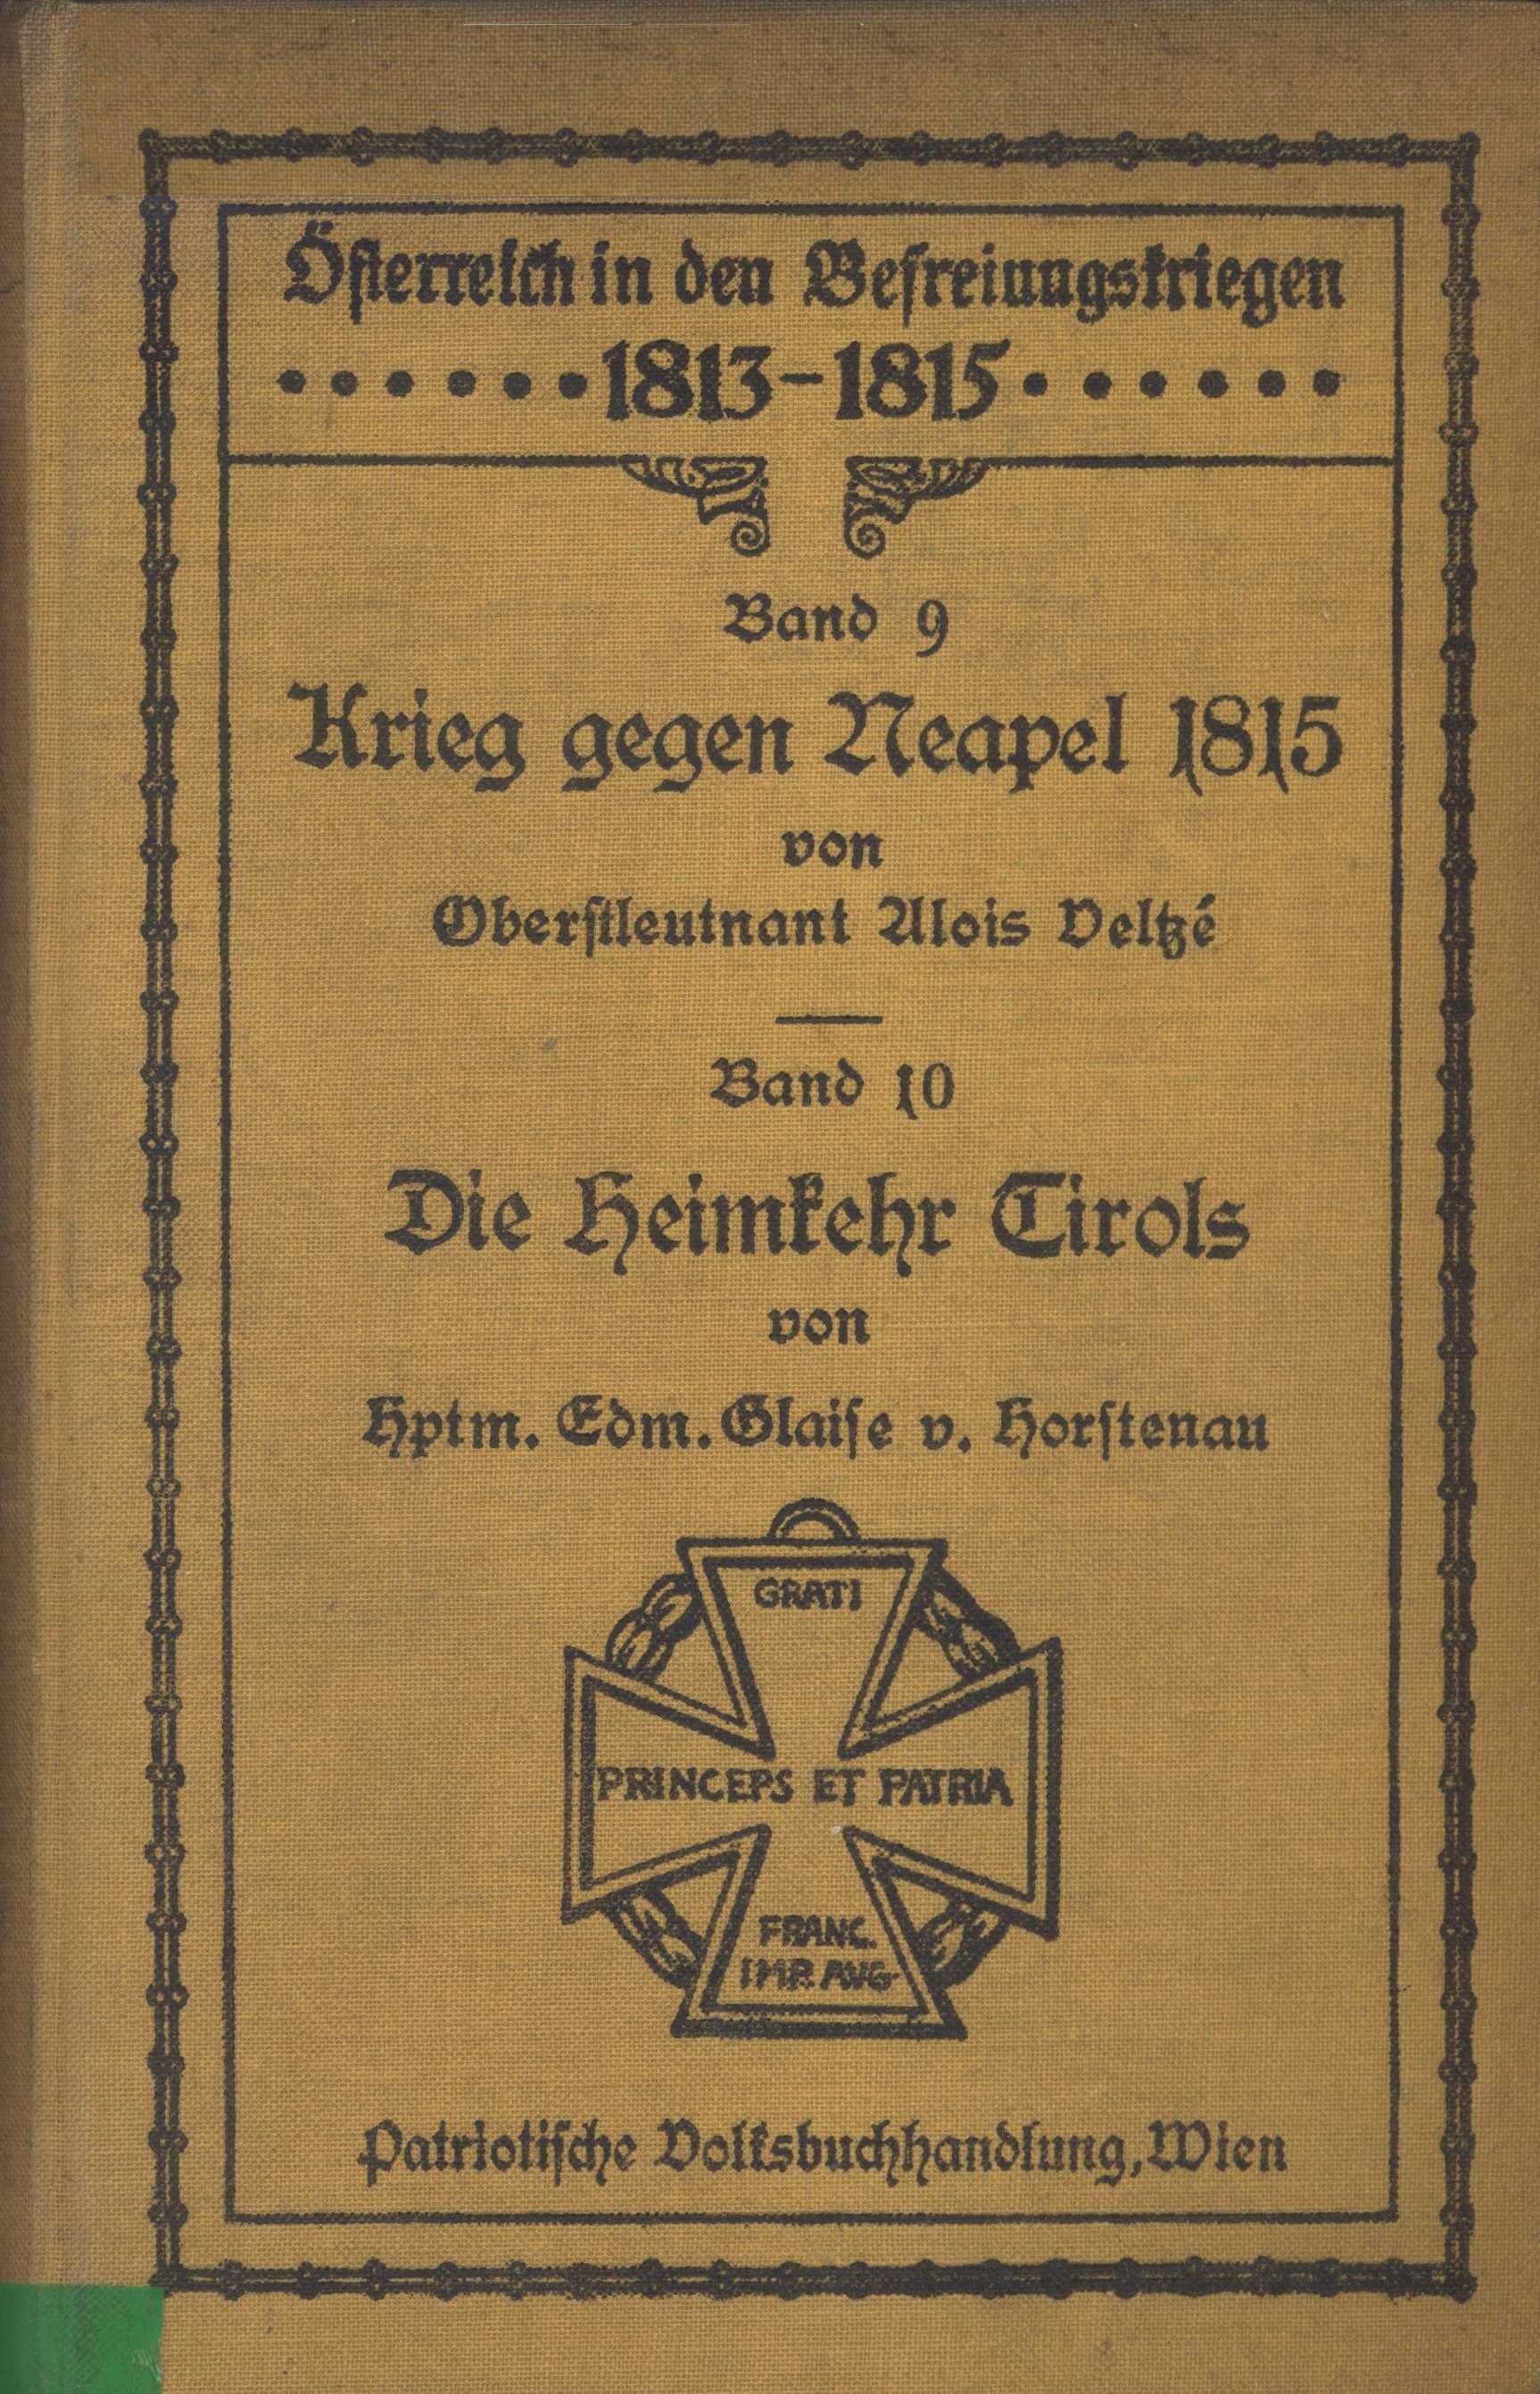 Österreich in den Befreiungskriegen
1813-1815
Band 9
Krieg gegen Neapel 1815
von
Oberstleutnant Alois Veltzé
Band 10
Die Heimkehr Tirols
von
Hptm. Edm. Glaise v. Horstenau
GRATI
PRINCEPS ET PATRIA
FRANC.
IMP. AVG
Patriotische Volksbuchhandlung, Wien